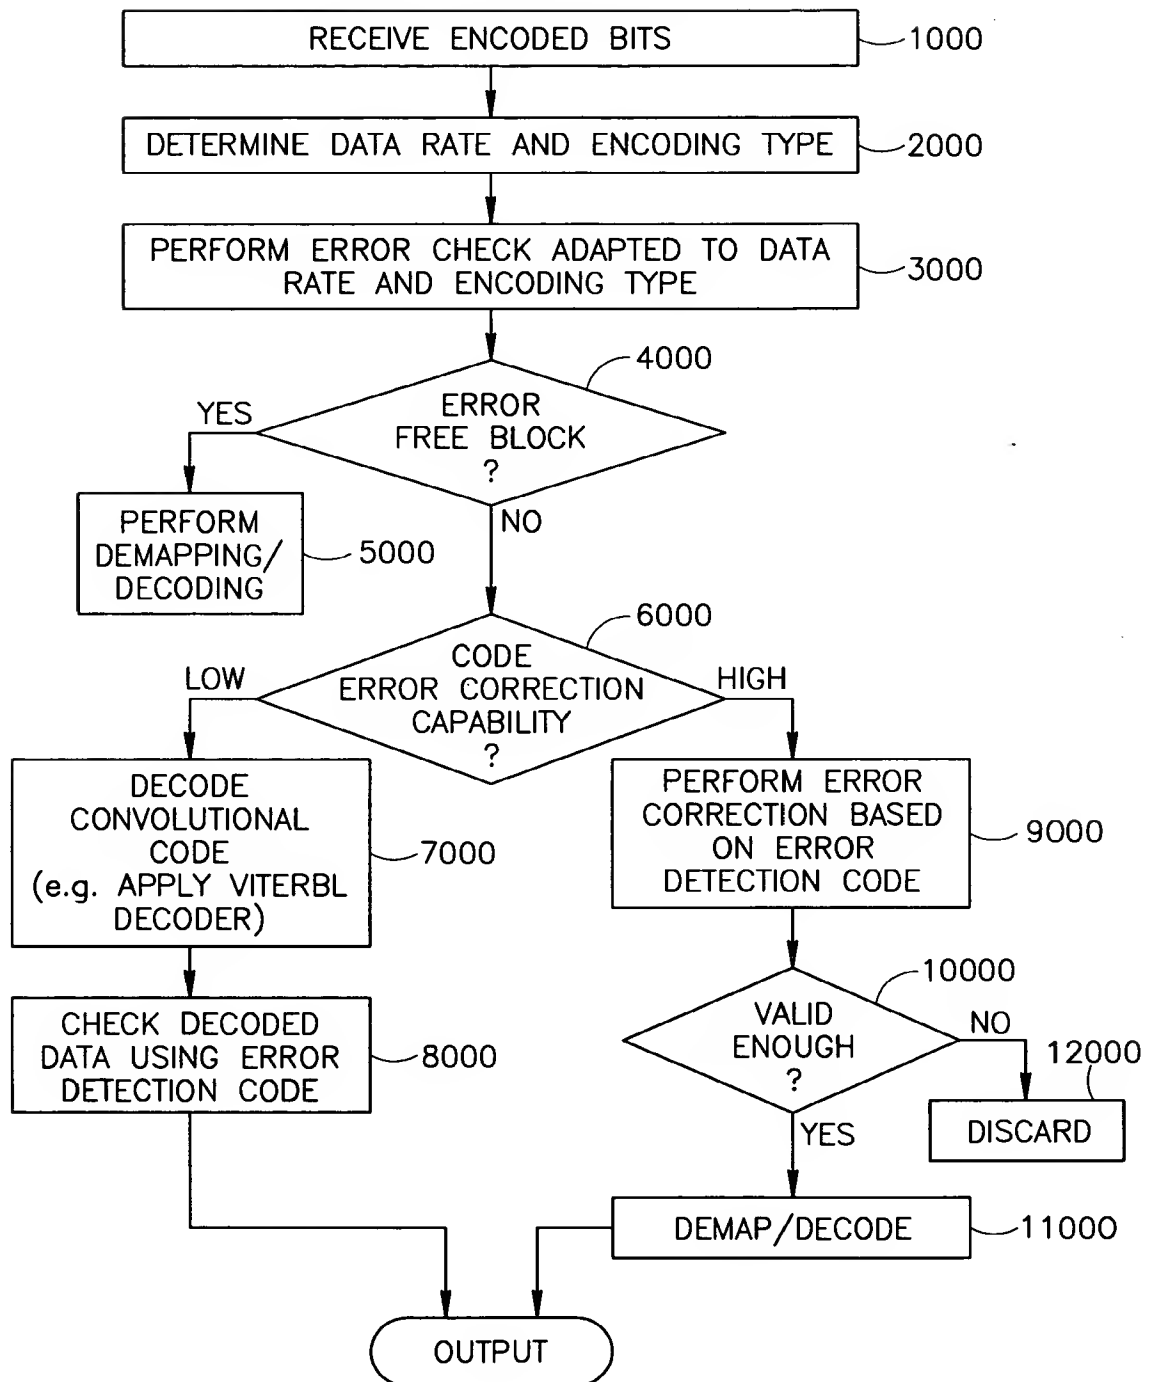 RECEIVE ENCODED BITS
1000
DETERMINE DATA RATE AND ENCODING TYPE
2000
PERFORM ERROR CHECK ADAPTED TO DATA
RATE AND ENCODING TYPE
3000
4000
ERROR
FREE BLOCK
?
YES
NO
PERFORM
DEMAPPING/
DECODING
5000
6000
CODE
ERROR CORRECTION
CAPABILITY
?
LOW
HIGH
DECODE
CONVOLUTIONAL
CODE
(e.g. APPLY VITERBL
DECODER)
7000
PERFORM ERROR
CORRECTION BASED
ON ERROR
DETECTION CODE
9000
CHECK DECODED
DATA USING ERROR
DETECTION CODE
8000
10000
VALID
ENOUGH
?
NO
YES
12000
DISCARD
DEMAP/DECODE
11000
OUTPUT